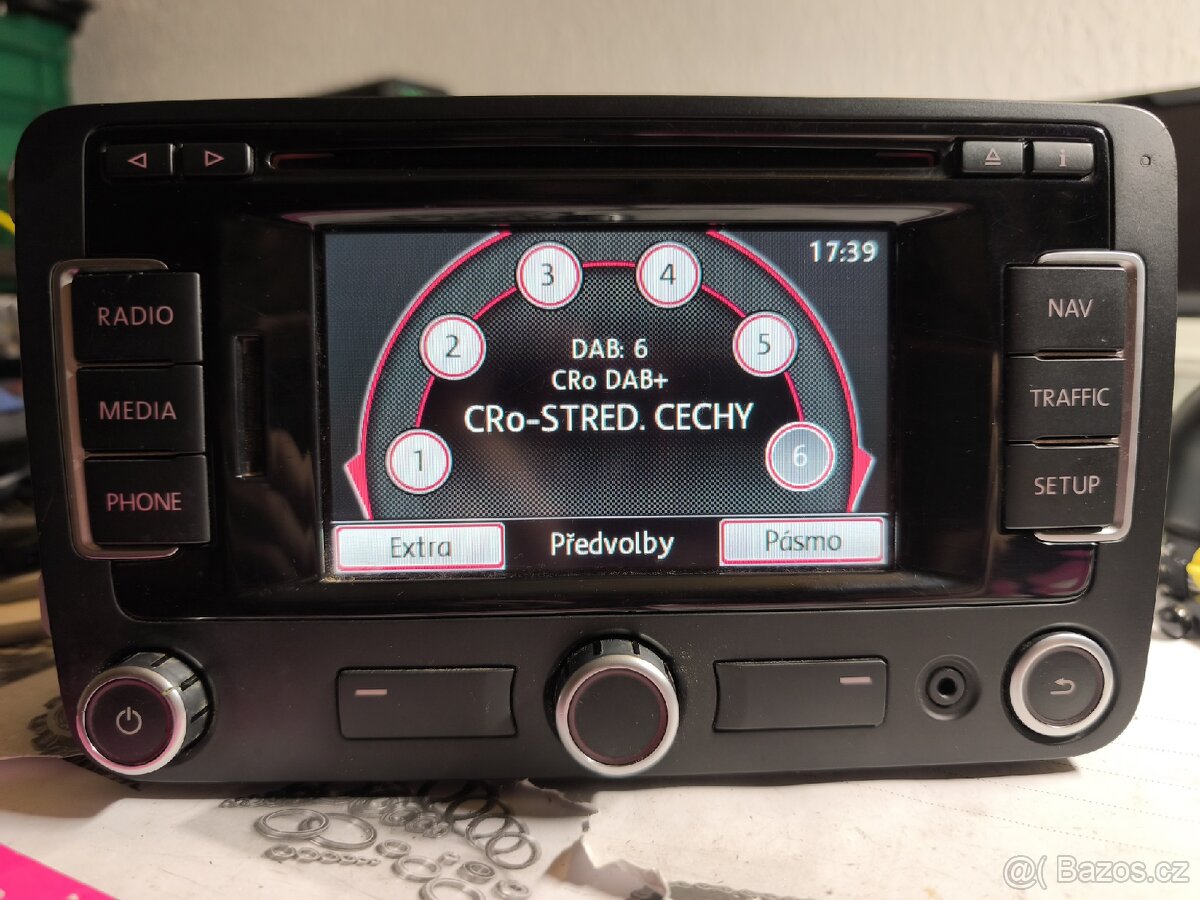 i
RADIO
MEDIA
PHONE
17:39
1
2
3
4
5
6
DAB: 6
CRo DAB+
CRo-STRED. CECHY
Extra
Předvolby
Pásmo
NAV
TRAFFIC
SETUP
@( Bazos.cz